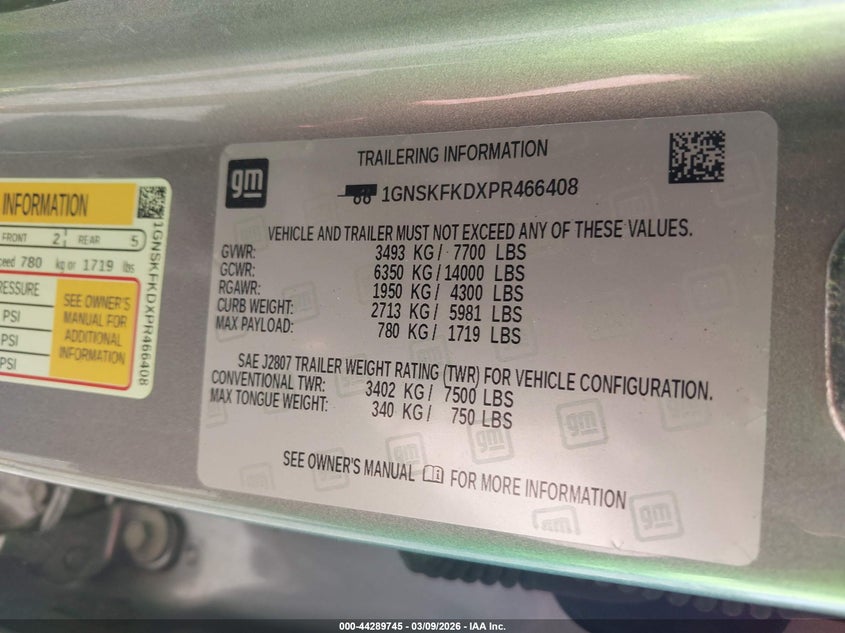 INFORMATION
FRONT 2 REAR 5
780 kg or 1719 lbs
PSI
PSI
PSI
SEE OWNER'S
MANUAL FOR
ADDITIONAL
INFORMATION
1GNSKFKDXPR466408
gm
TRAILERING INFORMATION
1GNSKFKDXPR466408
VEHICLE AND TRAILER MUST NOT EXCEED ANY OF THESE VALUES.
GVWR: 3493 KG / 7700 LBS
GCWR: 6350 KG / 14000 LBS
RGAWR: 1950 KG / 4300 LBS
CURB WEIGHT: 2713 KG / 5981 LBS
MAX PAYLOAD: 780 KG / 1719 LBS
SAE J2807 TRAILER WEIGHT RATING (TWR) FOR VEHICLE CONFIGURATION.
CONVENTIONAL TWR: 3402 KG / 7500 LBS
MAX TONGUE WEIGHT: 340 KG / 750 LBS
SEE OWNER'S MANUAL FOR MORE INFORMATION
gm
gm
gm
gm
000-44289745 - 03/09/2026 - IAA Inc.